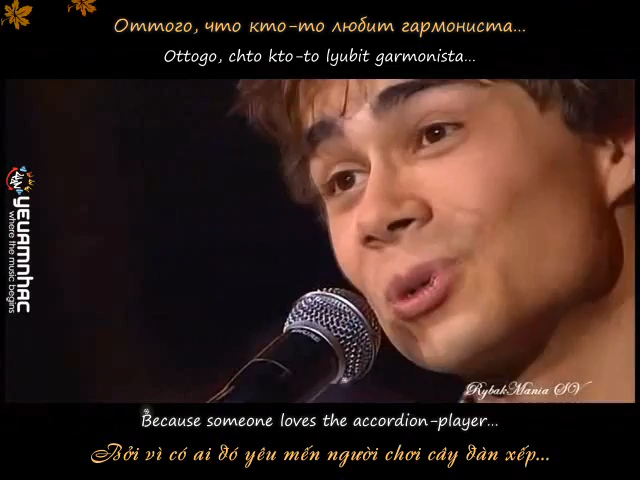 Оттого, что кто-то любит гармониста...
Ottogo, chto kto-to lyubit garmonista...
YEUAMNHAC
where the music begins
RybakMania SV
Because someone loves the accordion-player...
Bởi vì có ai đó yêu mến người chơi cây đàn xếp...